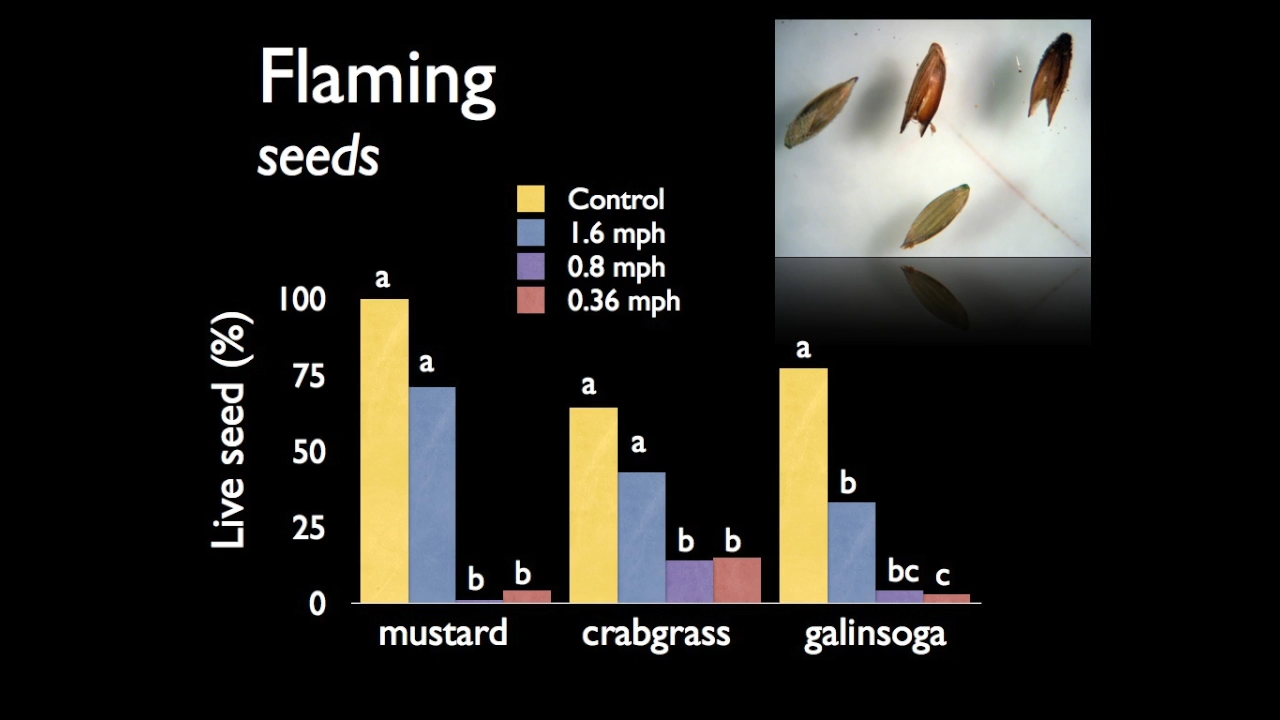 Flaming
seeds
Control
1.6 mph
0.8 mph
0.36 mph
Live seed (%)
100
75
50
25
0
a
a
b
b
a
a
b
b
a
b
bc
c
mustard
crabgrass
galinsoga